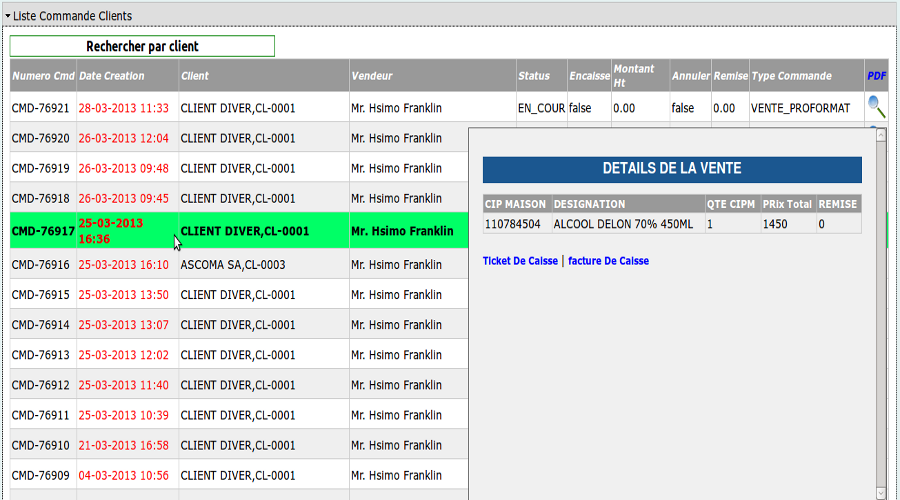 Liste Commande Clients
Rechercher par client
Numero Cmd Date Creation Client Vendeur Status Encaisse Montant Ht Annuler Remise Type Commande PDF
CMD-76921 28-03-2013 11:33 CLIENT DIVER,CL-0001 Mr. Hsimo Franklin EN_COUR false 0.00 false 0.00 VENTE_PROFORMAT
CMD-76920 26-03-2013 12:04 CLIENT DIVER,CL-0001 Mr. Hsimo Franklin
CMD-76919 26-03-2013 09:48 CLIENT DIVER,CL-0001 Mr. Hsimo Franklin
CMD-76918 26-03-2013 09:45 CLIENT DIVER,CL-0001 Mr. Hsimo Franklin
CMD-76917 25-03-2013 16:36 CLIENT DIVER,CL-0001 Mr. Hsimo Franklin
CMD-76916 25-03-2013 16:10 ASCOMA SA,CL-0003 Mr. Hsimo Franklin
CMD-76915 25-03-2013 13:50 CLIENT DIVER,CL-0001 Mr. Hsimo Franklin
CMD-76914 25-03-2013 13:07 CLIENT DIVER,CL-0001 Mr. Hsimo Franklin
CMD-76913 25-03-2013 12:02 CLIENT DIVER,CL-0001 Mr. Hsimo Franklin
CMD-76912 25-03-2013 11:40 CLIENT DIVER,CL-0001 Mr. Hsimo Franklin
CMD-76911 25-03-2013 10:39 CLIENT DIVER,CL-0001 Mr. Hsimo Franklin
CMD-76910 21-03-2013 16:58 CLIENT DIVER,CL-0001 Mr. Hsimo Franklin
CMD-76909 04-03-2013 10:56 CLIENT DIVER,CL-0001 Mr. Hsimo Franklin
DETAILS DE LA VENTE
CIP MAISON DESIGNATION QTE CIPM PRix Total REMISE
110784504 ALCOOL DELON 70% 450ML 1 1450 0
Ticket De Caisse | facture De Caisse